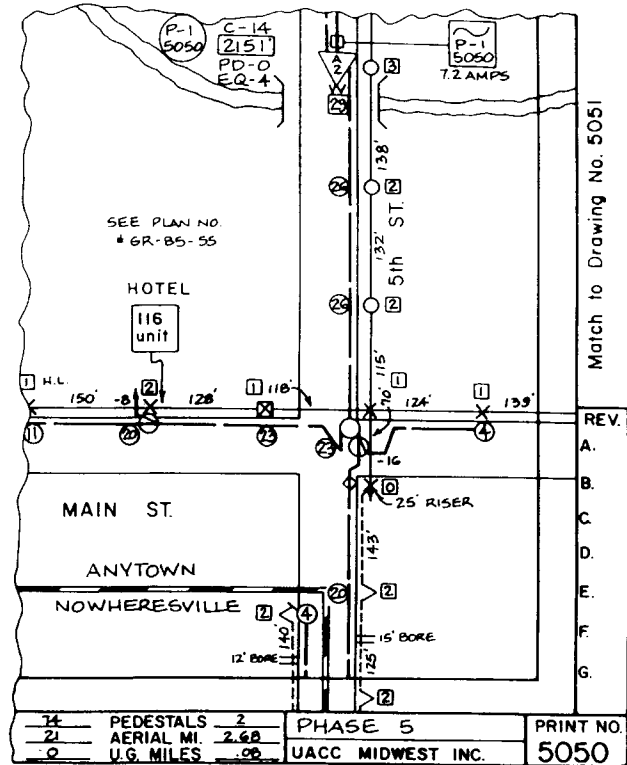 P-1
5050
C-14
2151'
PD-0
EQ-4
A
2
P-1
5050
7.2 AMPS
3
29
138'
26
2
132'
5th ST.
26
2
115'
Match to Drawing No. 5051
SEE PLAN NO.
# GR-85-55
HOTEL
116
unit
1 H.L.
150'
-8
2
128'
1
118'
70'
1
124'
1
139'
11
20
23
23
4
-16
0
25' RISER
MAIN ST.
143'
ANYTOWN
NOWHERESVILLE
20
2
2
4
140'
12' BORE
15' BORE
125'
2
REV.
A.
B.
C.
D.
E.
F.
G.
74 PEDESTALS 2
21 AERIAL MI. 2.68
0 U.G. MILES .08
PHASE 5
UACC MIDWEST INC.
PRINT NO.
5050